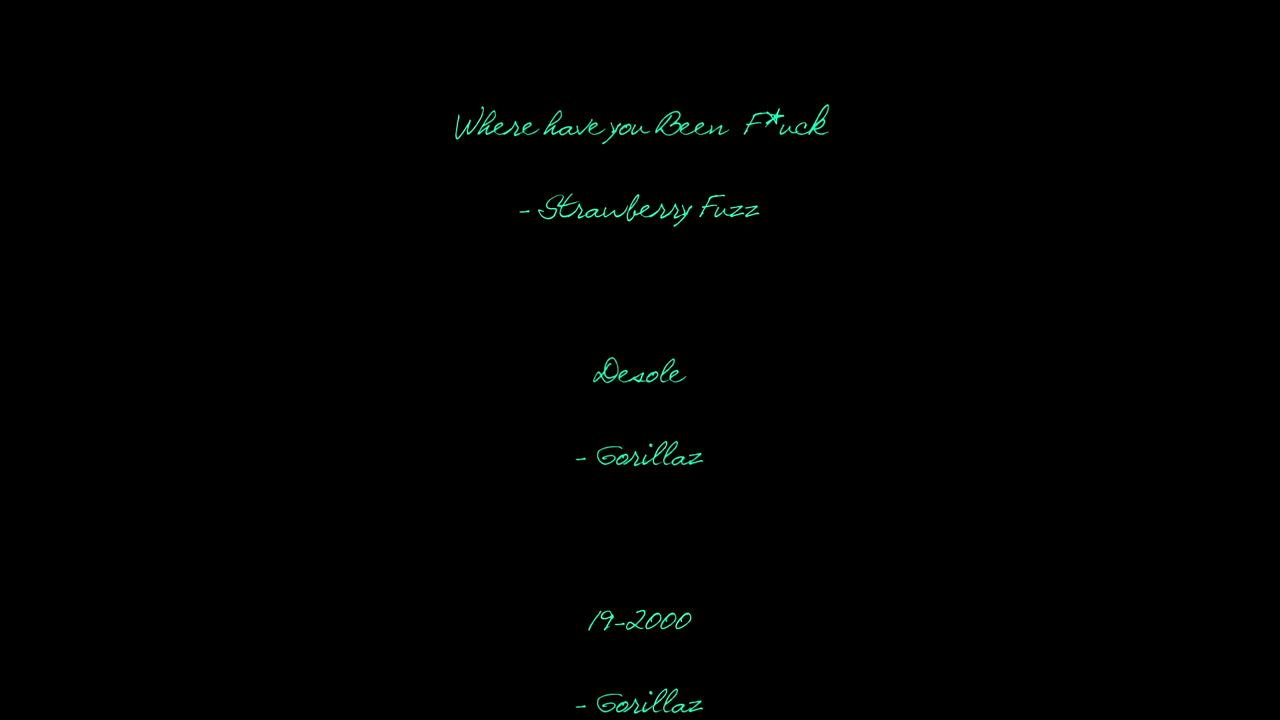 Where have you Been F*uck
- Strawberry Fuzz
Desole
- Gorillaz
19-2000
- Gorillaz